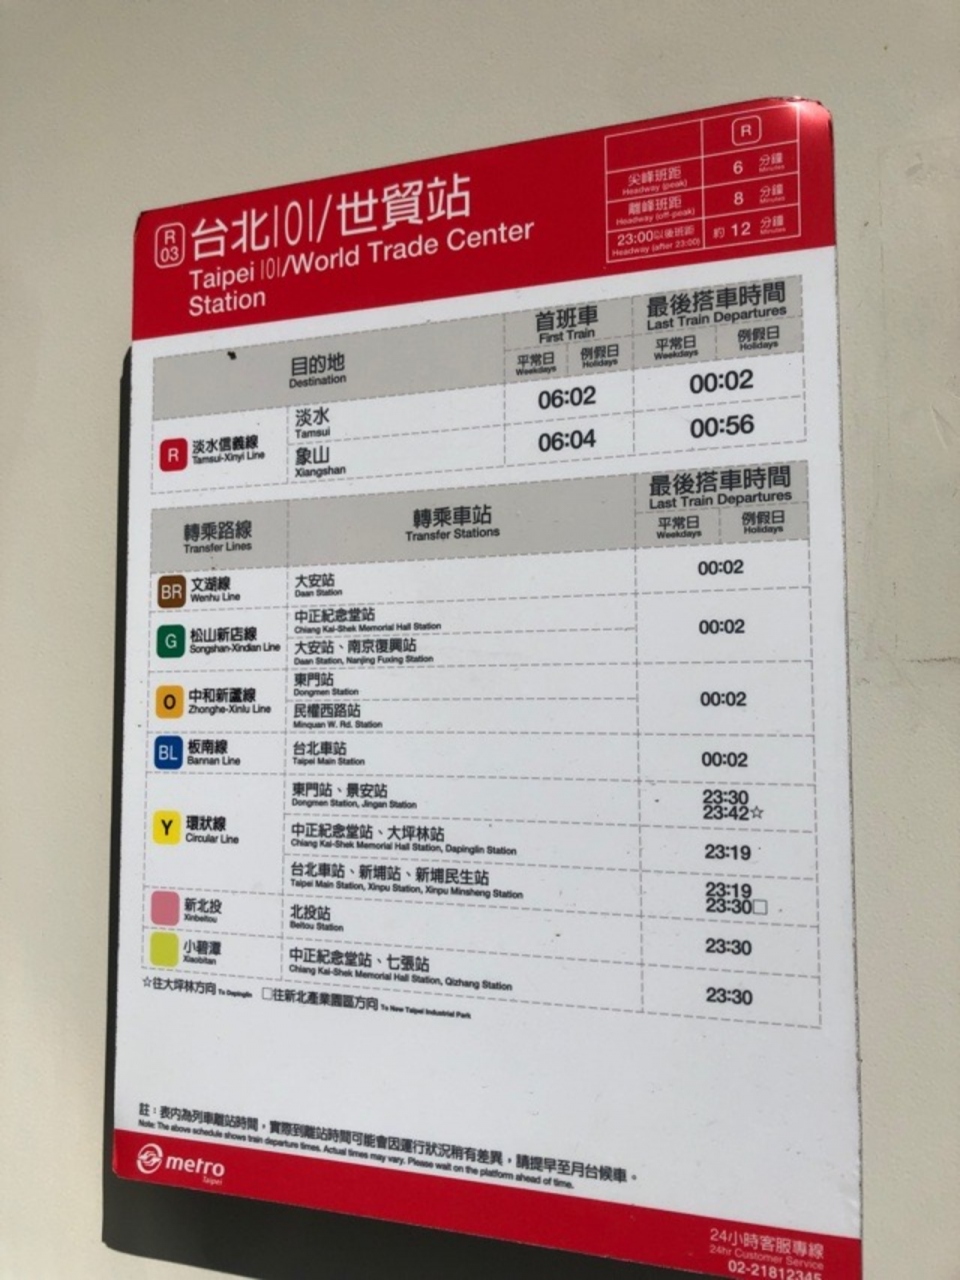 R
03
台北101/世貿站
Taipei 101/World Trade Center
Station
R
尖峰班距 6 分鐘
Headway (peak) Minutes
離峰班距 8 分鐘
Headway (off-peak) Minutes
23:00以後班距 約 12 分鐘
Headway (after 23:00) Minutes
目的地
Destination
首班車
First Train
最後搭車時間
Last Train Departures
平常日 例假日 平常日 例假日
Weekdays Holidays Weekdays Holidays
R 淡水信義線
Tamsui-Xinyi Line
淡水 06:02 00:02
Tamsui
象山 06:04 00:56
Xiangshan
轉乘路線
Transfer Lines
轉乘車站
Transfer Stations
最後搭車時間
Last Train Departures
平常日 例假日
Weekdays Holidays
BR 文湖線 大安站 00:02
Wenhu Line Daan Station
G 松山新店線
Songshan-Xindian Line
中正紀念堂站 00:02
Chiang Kai-Shek Memorial Hall Station
大安站、南京復興站
Daan Station, Nanjing Fuxing Station
O 中和新蘆線
Zhonghe-Xinlu Line
東門站 00:02
Dongmen Station
民權西路站
Minquan W. Rd. Station
BL 板南線 台北車站 00:02
Bannan Line Taipei Main Station
Y 環狀線
Circular Line
東門站、景安站 23:30
Dongmen Station, Jingan Station 23:42☆
中正紀念堂站、大坪林站 23:19
Chiang Kai-Shek Memorial Hall Station, Dapinglin Station
台北車站、新埔站、新埔民生站 23:19
Taipei Main Station, Xinpu Station, Xinpu Minsheng Station 23:30□
新北投 北投站 23:30
Xinbeitou Beitou Station
小碧潭 中正紀念堂站、七張站 23:30
Xiaobitan Chiang Kai-Shek Memorial Hall Station, Qizhang Station
☆往大坪林方向 To Dapinglin □往新北產業園區方向 To New Taipei Industrial Park
註：表內為列車離站時間，實際到離站時間可能會因運行狀況稍有差異，請提早至月台候車。
Note: The above schedule shows train departure times. Actual times may vary. Please wait on the platform ahead of time.
metro
Taipei
24小時客服專線
24hr Customer Service
02-21812345